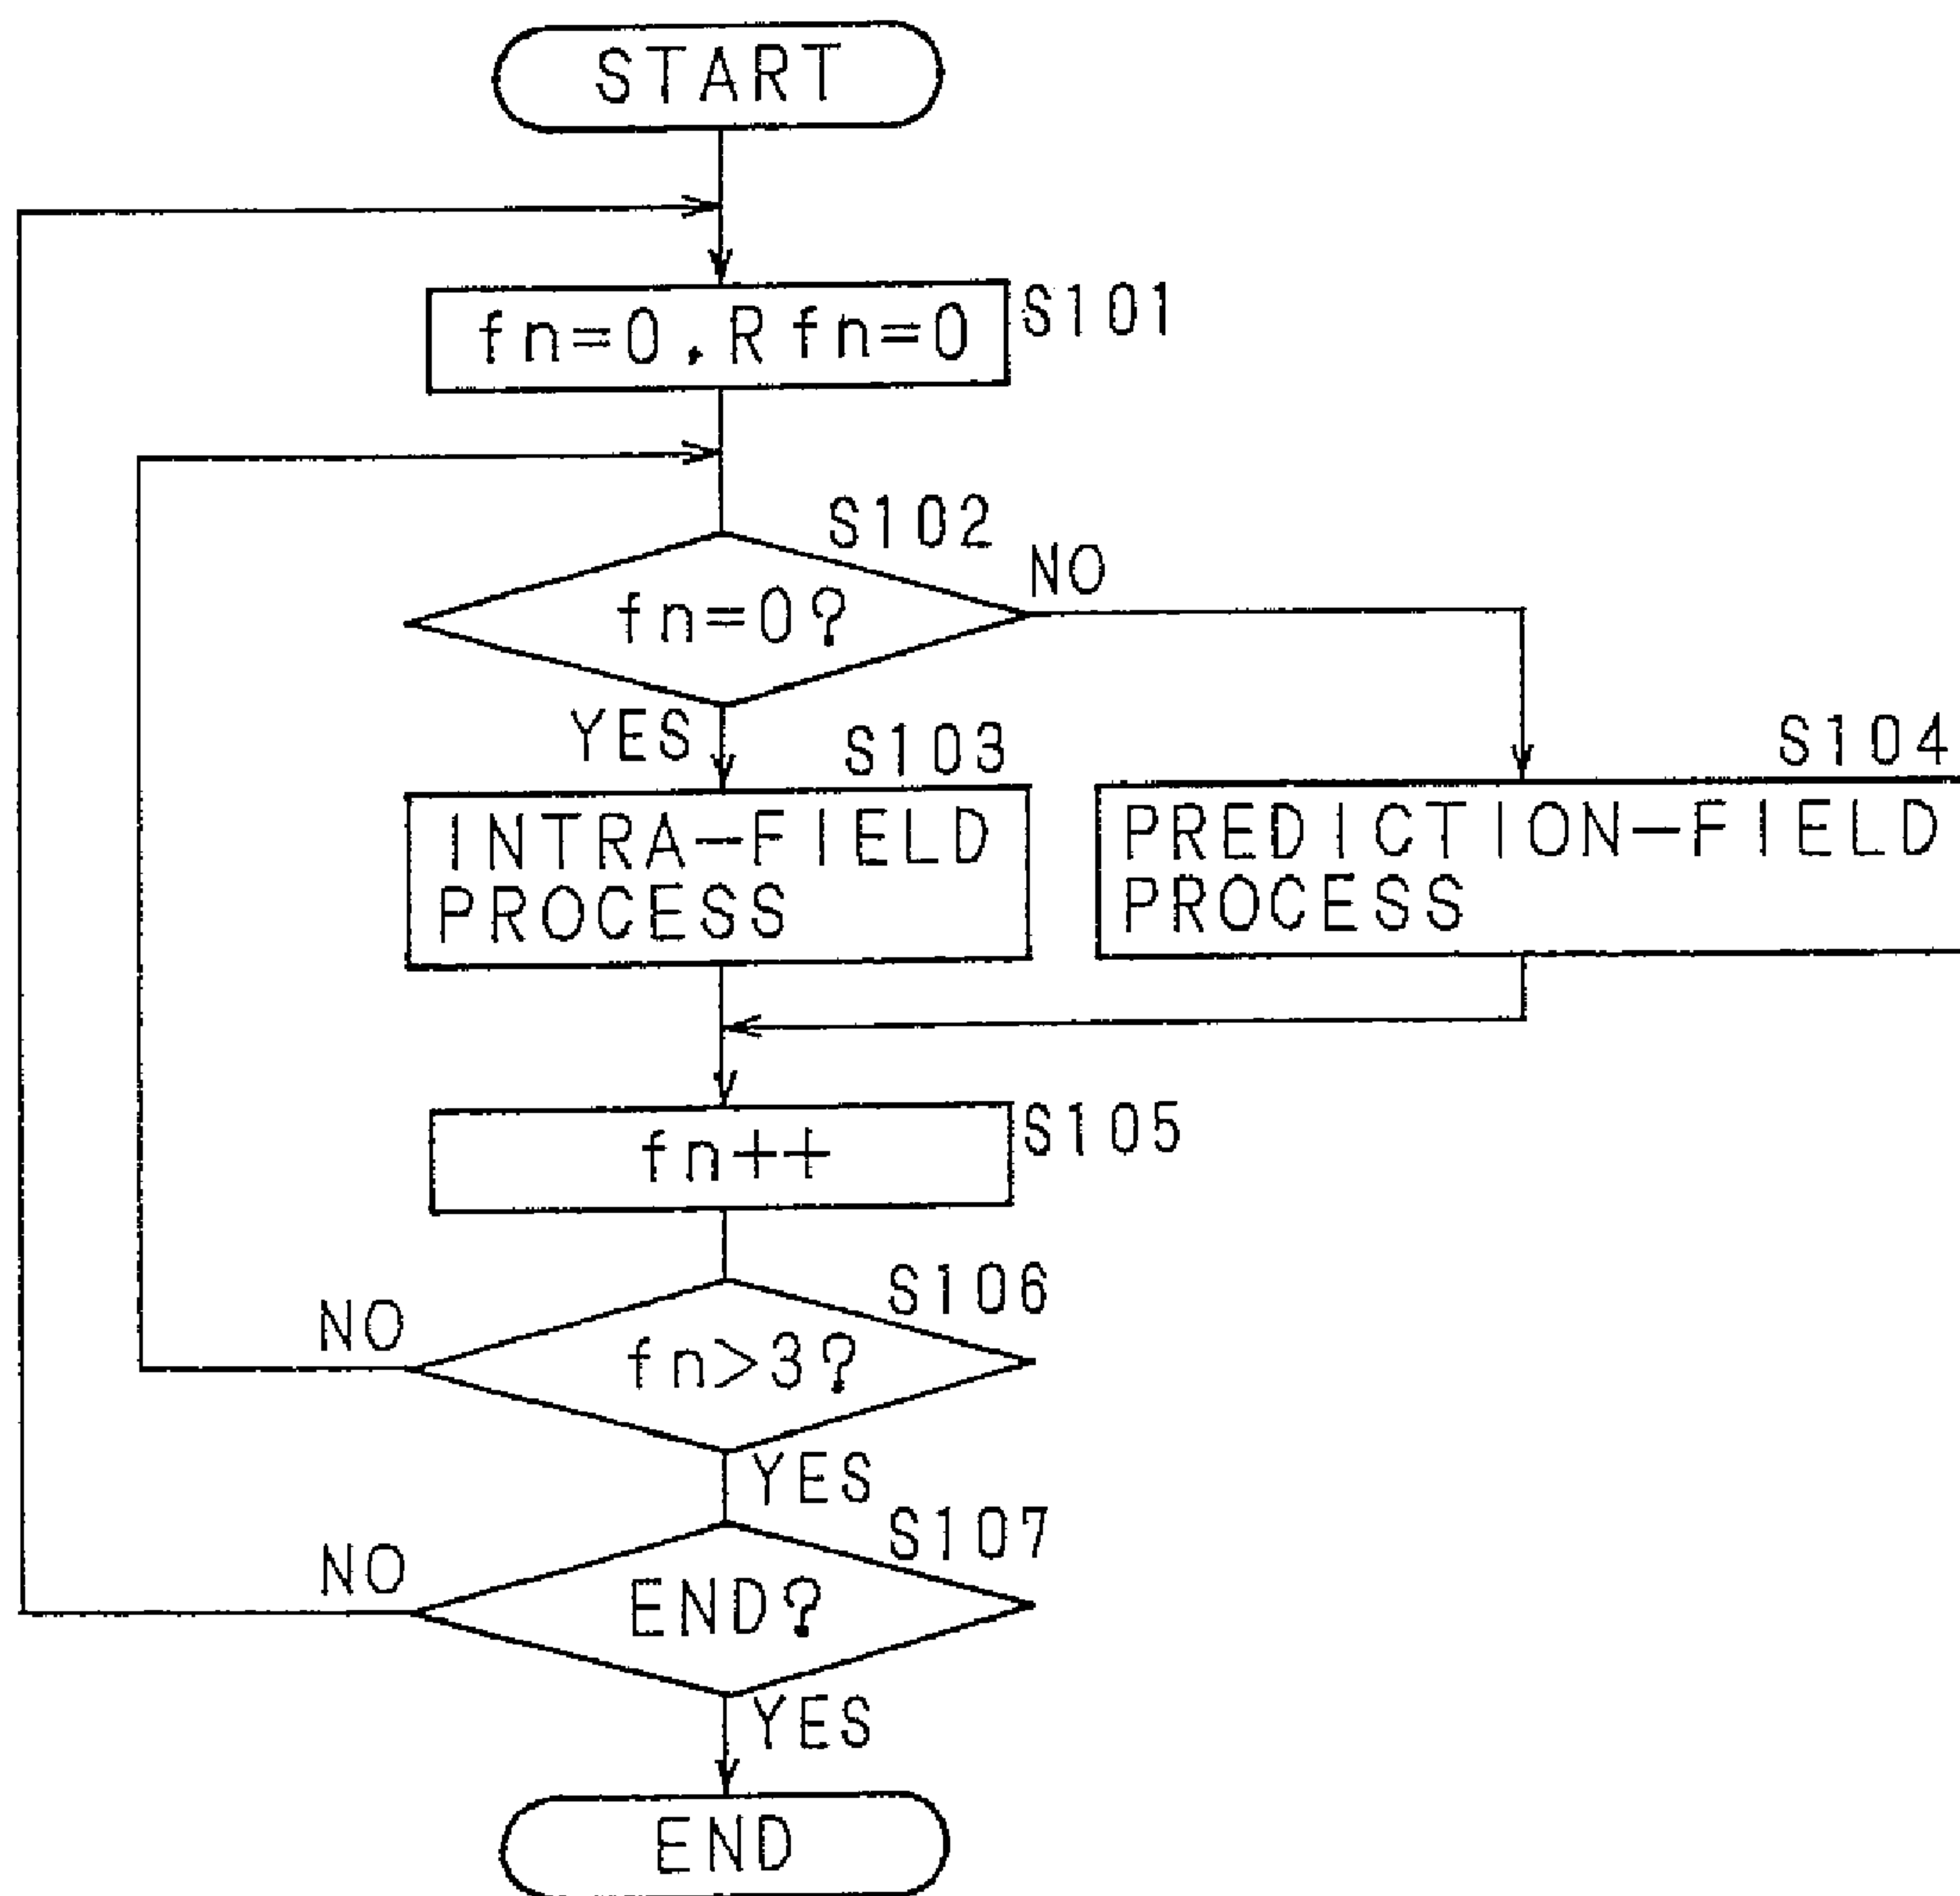 START
fn=0,Rfn=0
S101
S102
fn=0?
NO
YES
S103
S104
INTRA-FIELD
PROCESS
PREDICTION-FIELD
PROCESS
fn++
S105
S106
NO
fn>3?
YES
S107
NO
END?
YES
END